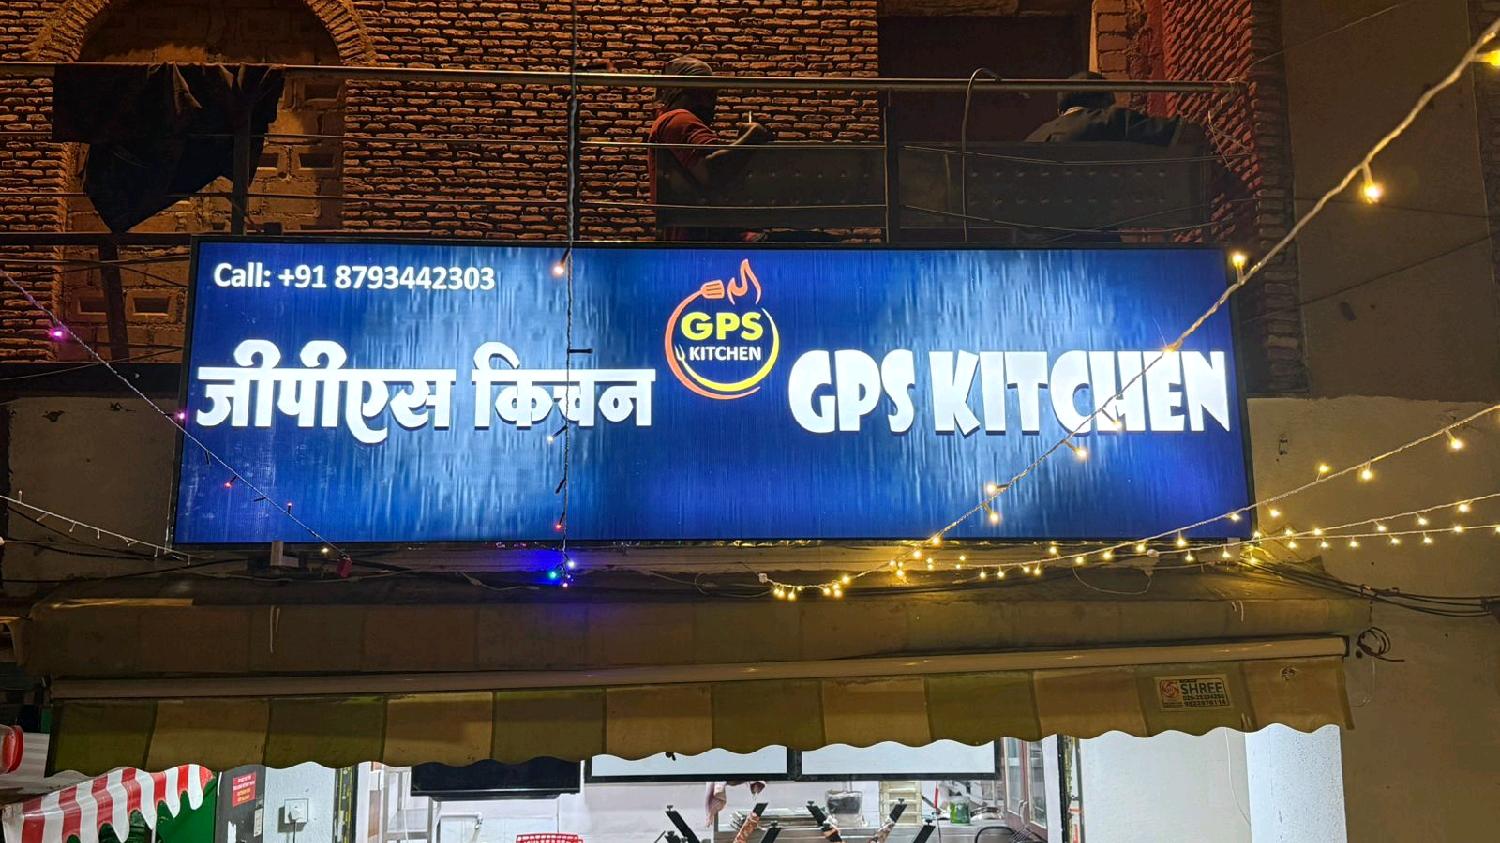 Call: +91 8793442303
जीपीएस किचन
GPS
KITCHEN
GPS KITCHEN
SHREE